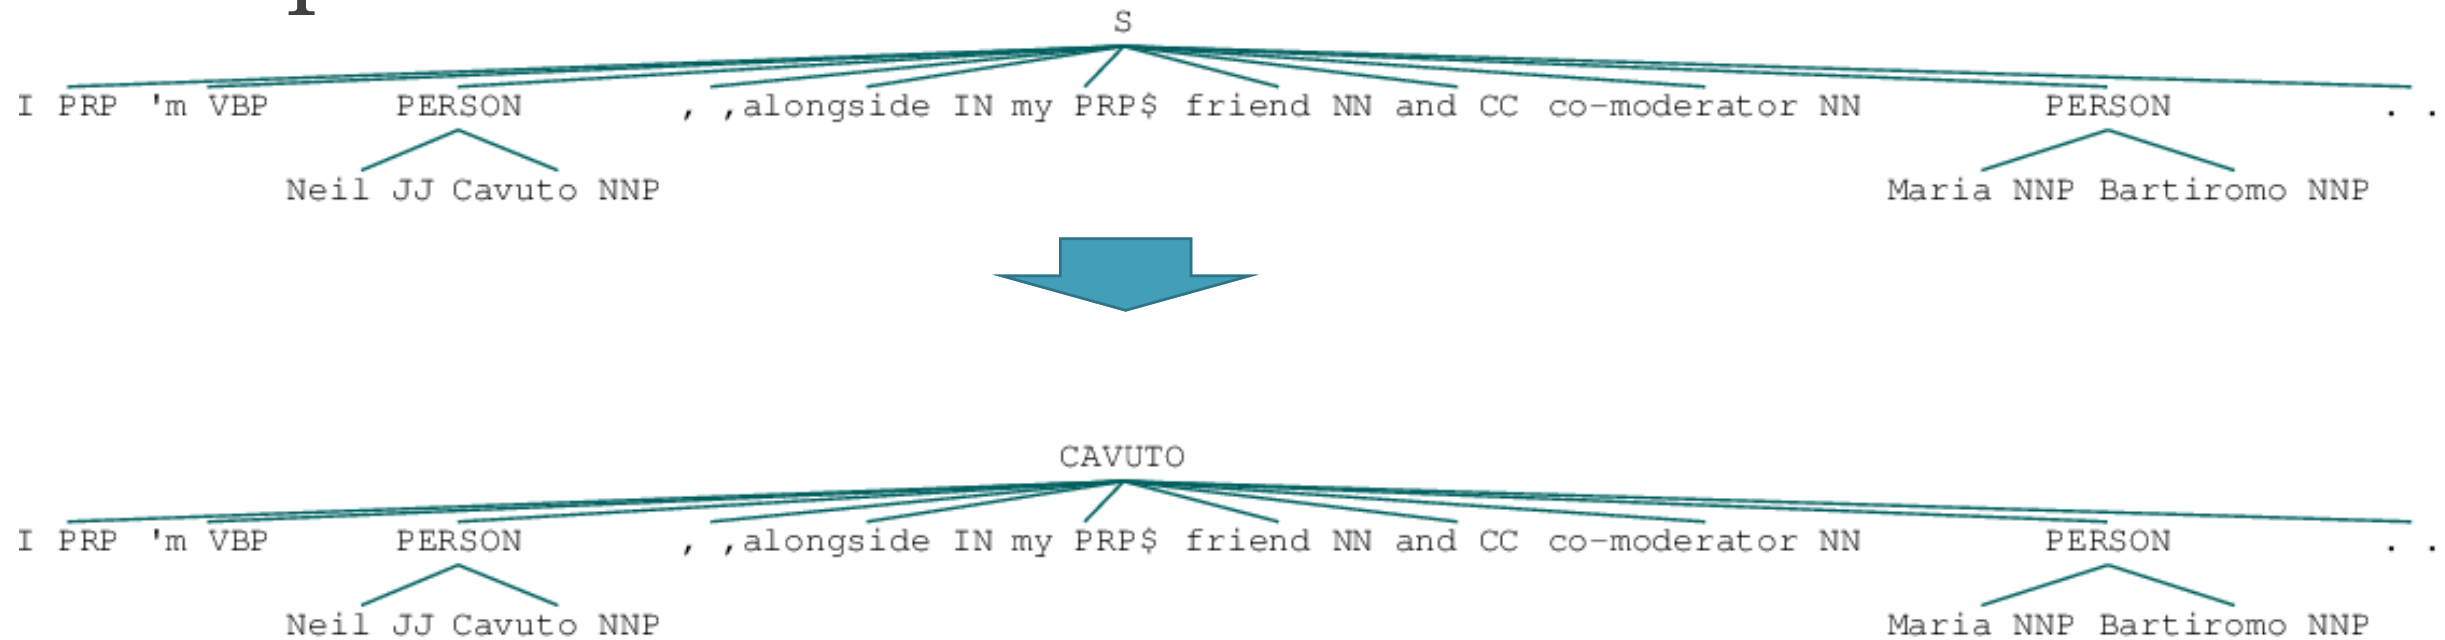 S
I PRP 'm VBP PERSON , , alongside IN my PRP$ friend NN and CC co-moderator NN PERSON . .
Neil JJ Cavuto NNP Maria NNP Bartiromo NNP
CAVUTO
I PRP 'm VBP PERSON , , alongside IN my PRP$ friend NN and CC co-moderator NN PERSON . .
Neil JJ Cavuto NNP Maria NNP Bartiromo NNP